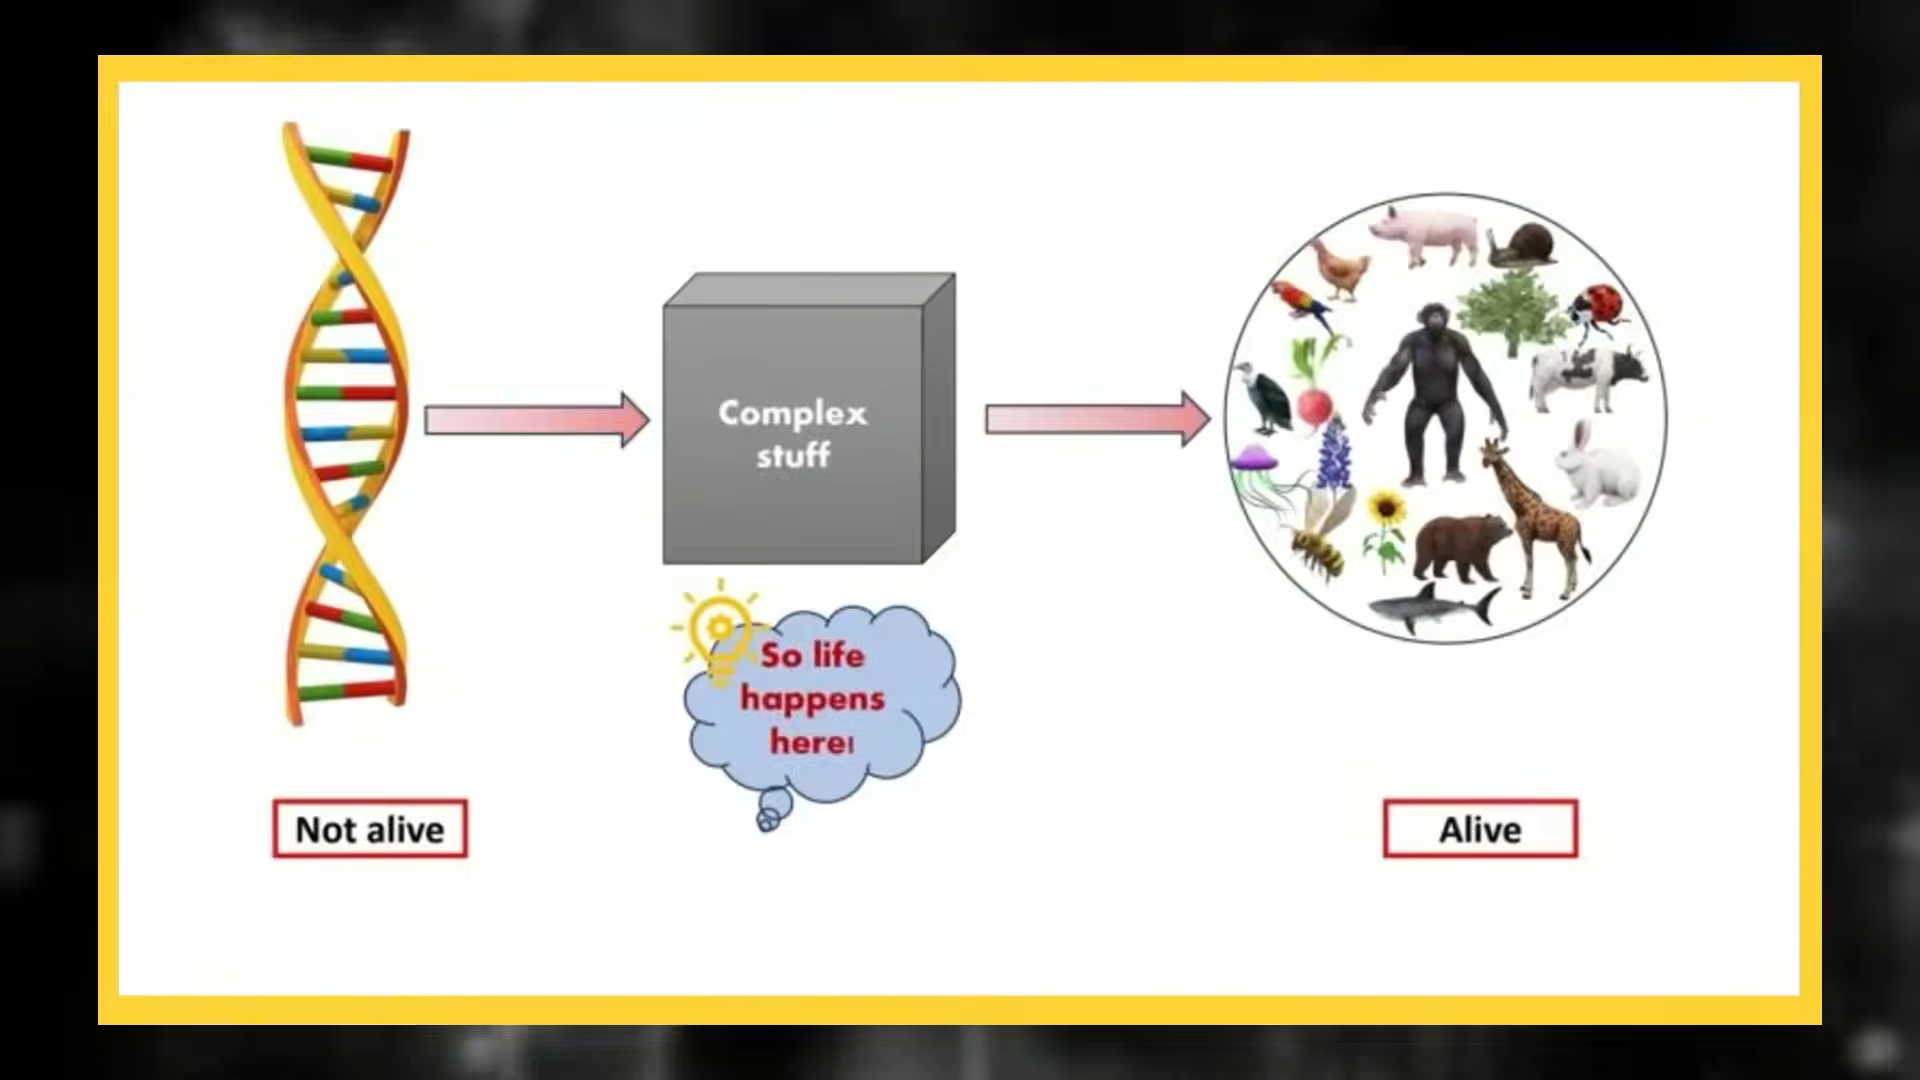 Complex
stuff
So life
happens
here!
Not alive
Alive